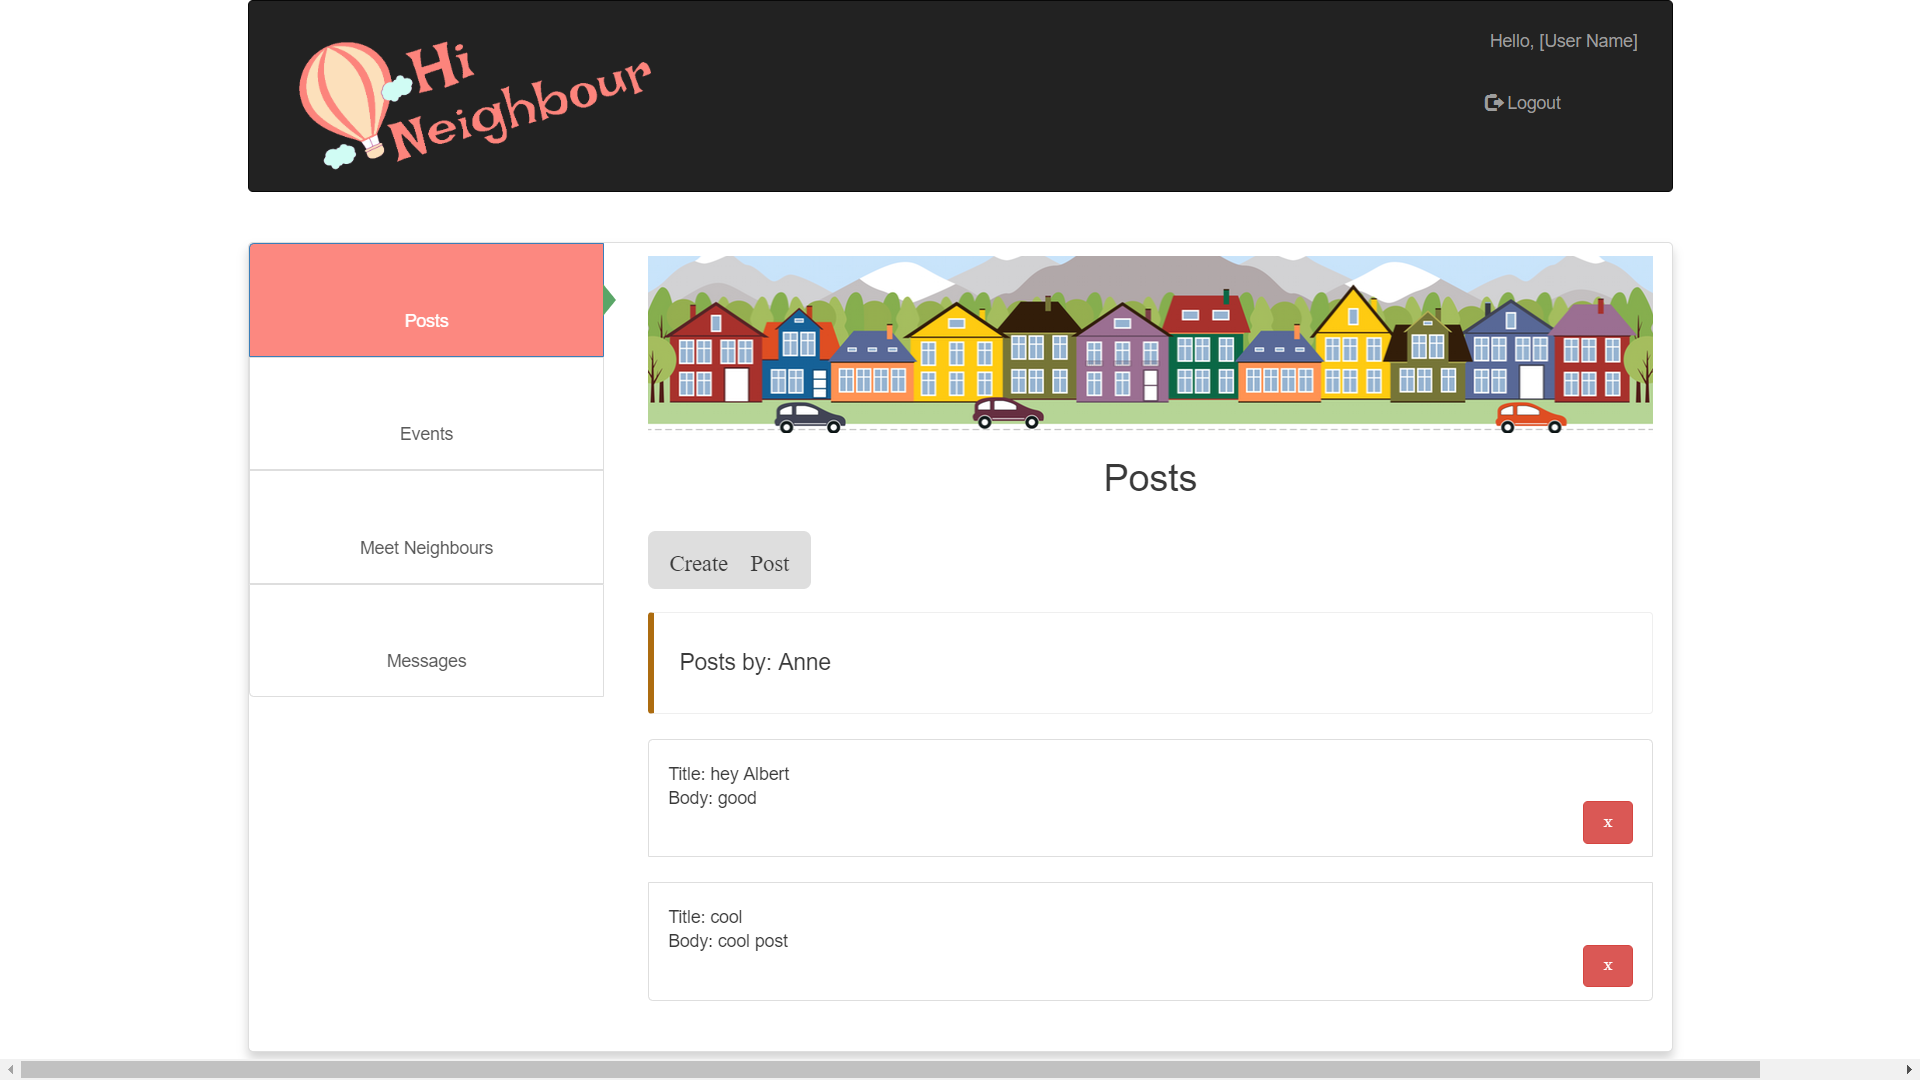 Hi
Neighbour
Hello, [User Name]
Logout
Posts
Events
Meet Neighbours
Messages
Posts
Create Post
Posts by: Anne
Title: hey Albert
Body: good
x
Title: cool
Body: cool post
x